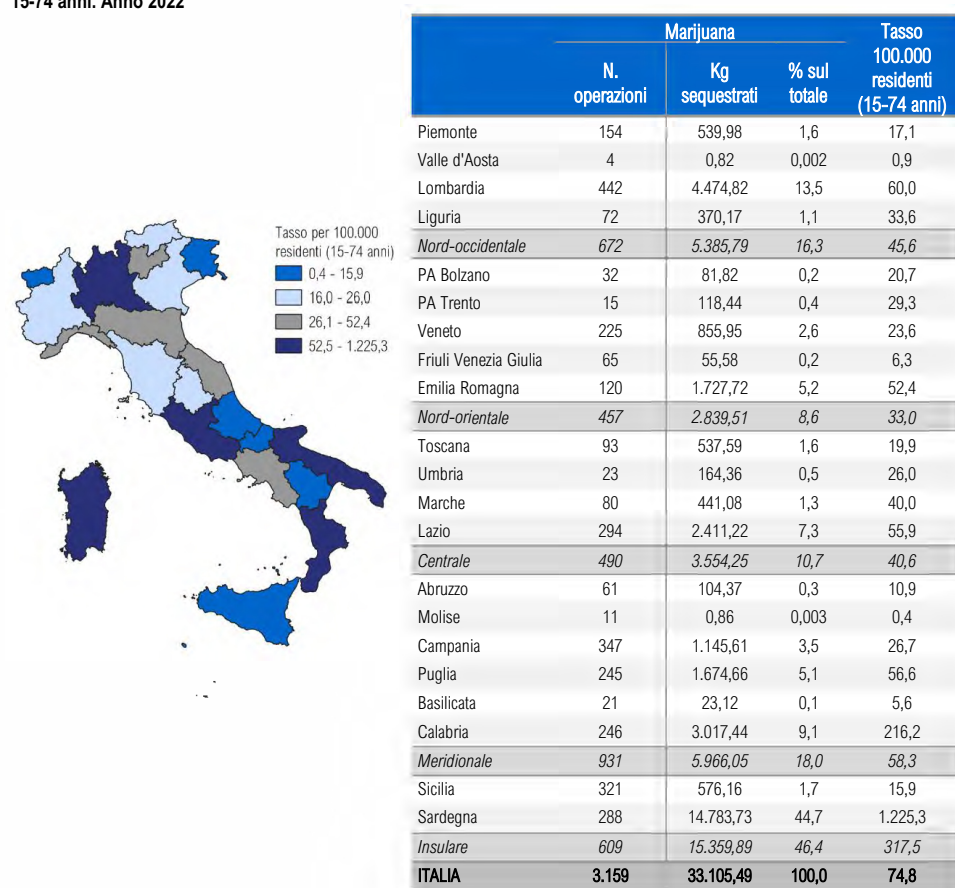 15-74 anni. Anno 2022
Tasso per 100.000
residenti (15-74 anni)
0,4 - 15,9
16,0 - 26,0
26,1 - 52,4
52,5 - 1.225,3
Marijuana Tasso
100.000
residenti
(15-74 anni)
N.
operazioni Kg
sequestrati % sul
totale
Piemonte 154 539,98 1,6 17,1
Valle d'Aosta 4 0,82 0,002 0,9
Lombardia 442 4.474,82 13,5 60,0
Liguria 72 370,17 1,1 33,6
Nord-occidentale 672 5.385,79 16,3 45,6
PA Bolzano 32 81,82 0,2 20,7
PA Trento 15 118,44 0,4 29,3
Veneto 225 855,95 2,6 23,6
Friuli Venezia Giulia 65 55,58 0,2 6,3
Emilia Romagna 120 1.727,72 5,2 52,4
Nord-orientale 457 2.839,51 8,6 33,0
Toscana 93 537,59 1,6 19,9
Umbria 23 164,36 0,5 26,0
Marche 80 441,08 1,3 40,0
Lazio 294 2.411,22 7,3 55,9
Centrale 490 3.554,25 10,7 40,6
Abruzzo 61 104,37 0,3 10,9
Molise 11 0,86 0,003 0,4
Campania 347 1.145,61 3,5 26,7
Puglia 245 1.674,66 5,1 56,6
Basilicata 21 23,12 0,1 5,6
Calabria 246 3.017,44 9,1 216,2
Meridionale 931 5.966,05 18,0 58,3
Sicilia 321 576,16 1,7 15,9
Sardegna 288 14.783,73 44,7 1.225,3
Insulare 609 15.359,89 46,4 317,5
ITALIA 3.159 33.105,49 100,0 74,8